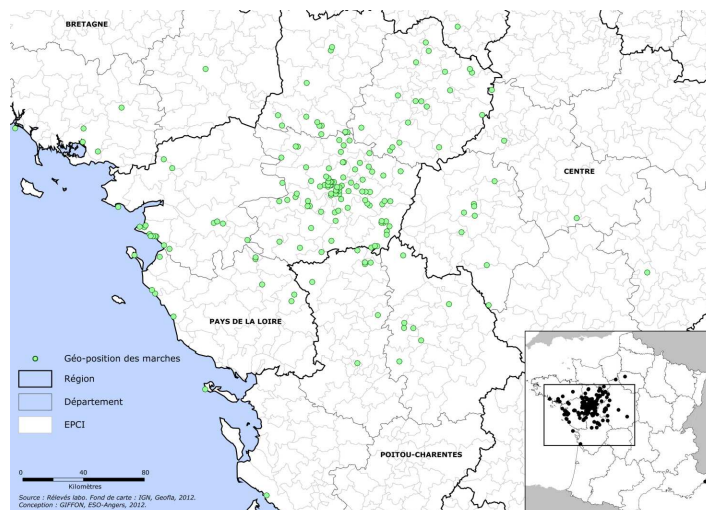 BRETAGNE
CENTRE
PAYS DE LA LOIRE
POITOU-CHARENTES
Géo-position des marches
Région
Département
EPCI
0 40 80
Kilomètres
Source : Rélevés labo. Fond de carte : IGN, Geofla, 2012.
Conception : GIFFON, ESO-Angers, 2012.